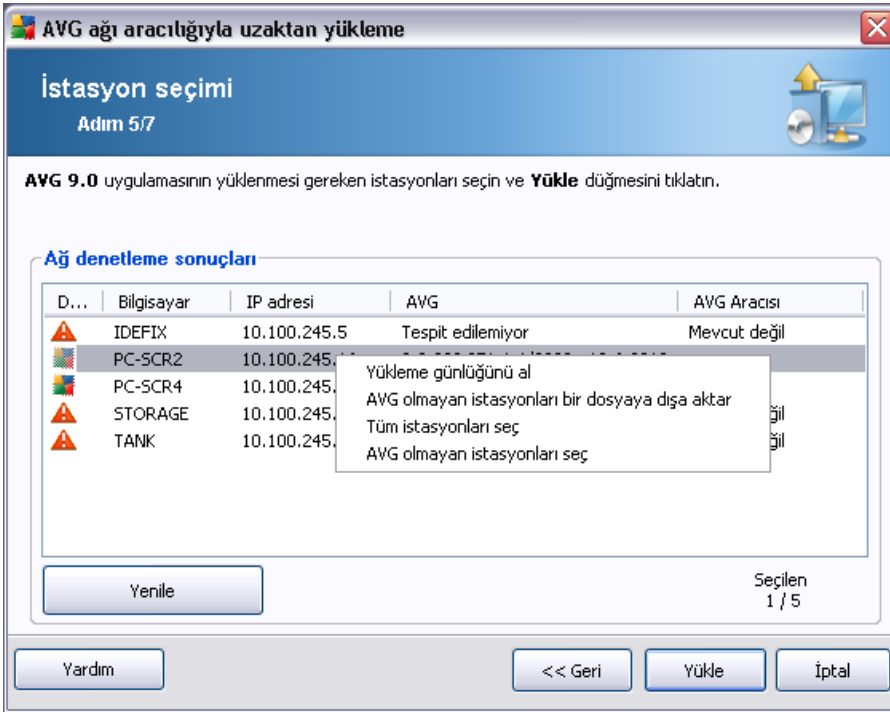 AVG ağı aracılığıyla uzaktan yükleme
İstasyon seçimi
Adım 5/7
AVG 9.0 uygulamasının yüklenmesi gereken istasyonları seçin ve Yükle düğmesini tıklatın.
Ağ denetleme sonuçları
D... Bilgisayar IP adresi AVG AVG Aracısı
IDEFIX 10.100.245.5 Tespit edilemiyor Mevcut değil
PC-SCR2
PC-SCR4 10.100.245.
STORAGE 10.100.245. ğil
TANK 10.100.245. ğil
Yükleme günlüğünü al
AVG olmayan istasyonları bir dosyaya dışa aktar
Tüm istasyonları seç
AVG olmayan istasyonları seç
Yenile
Seçilen
1 / 5
Yardım << Geri Yükle İptal